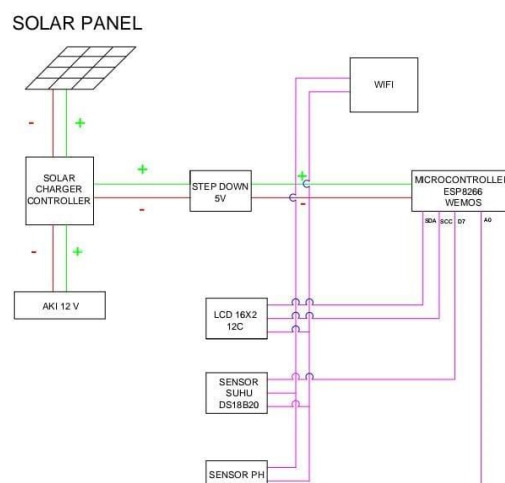 SOLAR PANEL
WIFI
- +
+ +
SOLAR
CHARGER
CONTROLLER
STEP DOWN
5V
MICROCONTROLLER
ESP8266
WEMOS
- -
SDA SCC D7 A0
- +
AKI 12 V
LCD 16X2
12C
SENSOR
SUHU
DS18B20
SENSOR PH